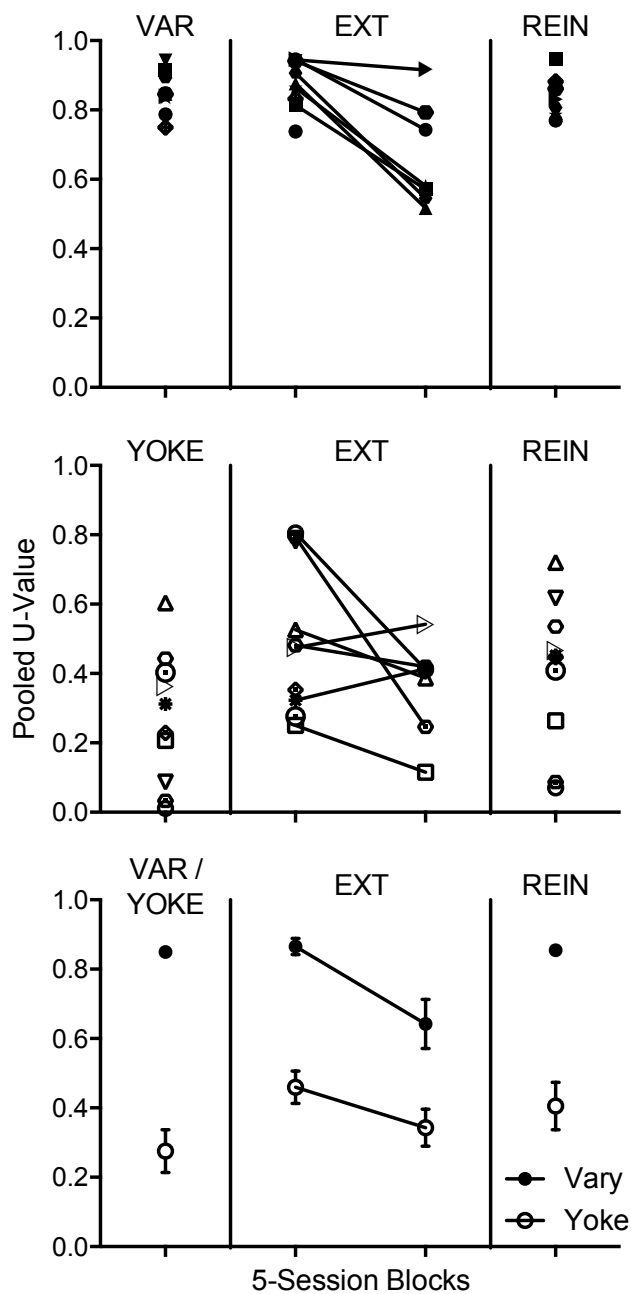 VAR EXT REIN
1.0
0.8
0.6
0.4
0.2
0.0
YOKE EXT REIN
1.0
0.8
0.6
0.4
0.2
0.0
Pooled U-Value
VAR /
YOKE
EXT REIN
1.0
0.8
0.6
0.4
0.2
0.0
Vary
Yoke
5-Session Blocks